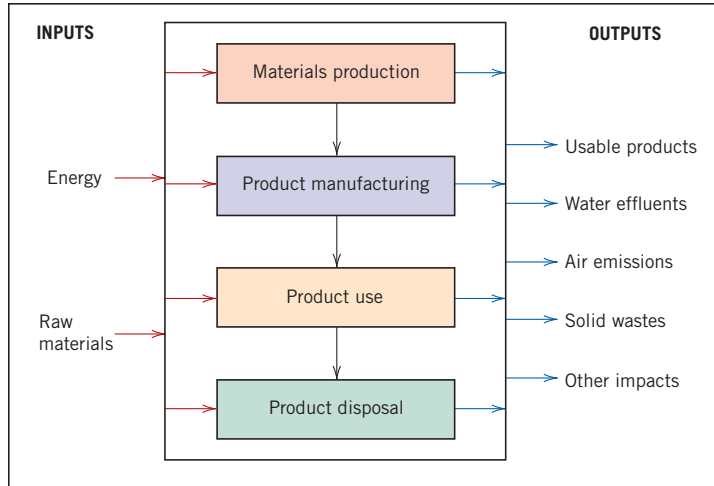 INPUTS
OUTPUTS
Materials production
Usable products
Energy
Product manufacturing
Water effluents
Air emissions
Product use
Raw
materials
Solid wastes
Other impacts
Product disposal